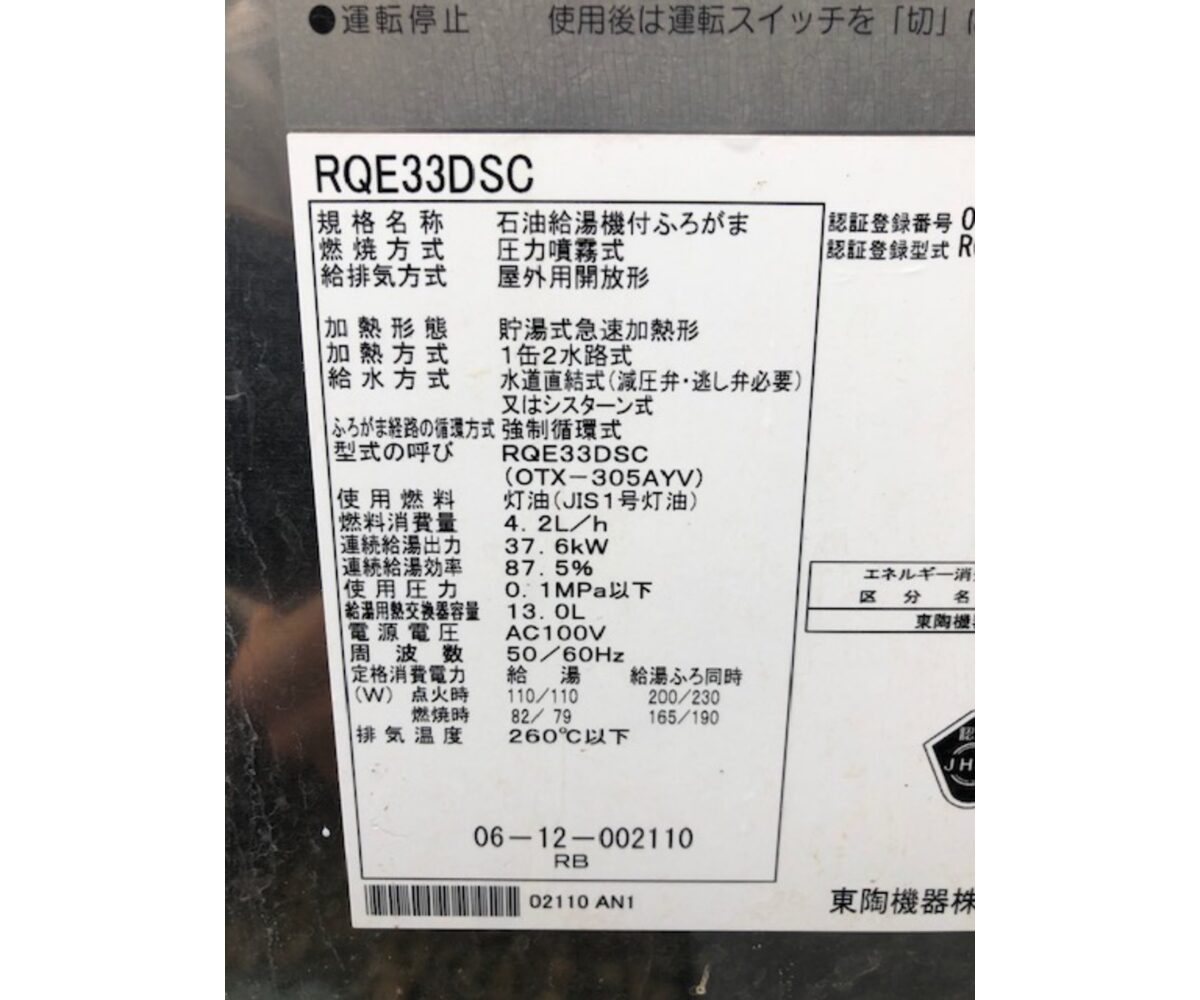 ●運転停止 使用後は運転スイッチを「切」に
RQE33DSC
規格名称 石油給湯機付ふろがま
燃焼方式 圧力噴霧式
給排気方式 屋外用開放形
加熱形態 貯湯式急速加熱形
加熱方式 1缶2水路式
給水方式 水道直結式(減圧弁・逃し弁必要)
又はシスターン式
ふろがま経路の循環方式 強制循環式
型式の呼び RQE33DSC
(OTX-305AYV)
使用燃料 灯油(JIS1号灯油)
燃料消費量 4.2L/h
連続給湯出力 37.6kW
連続給湯効率 87.5%
使用圧力 0.1MPa以下
給湯用熱交換器容量 13.0L
電源電圧 AC100V
周波数 50/60Hz
定格消費電力 給湯 給湯ふろ同時
(W) 点火時 110/110 200/230
燃焼時 82/79 165/190
排気温度 260℃以下
06-12-002110
RB
02110 AN1
認証登録番号 0
認証登録型式 R
エネルギー消
区分名
東陶機
認
JH
東陶機器株